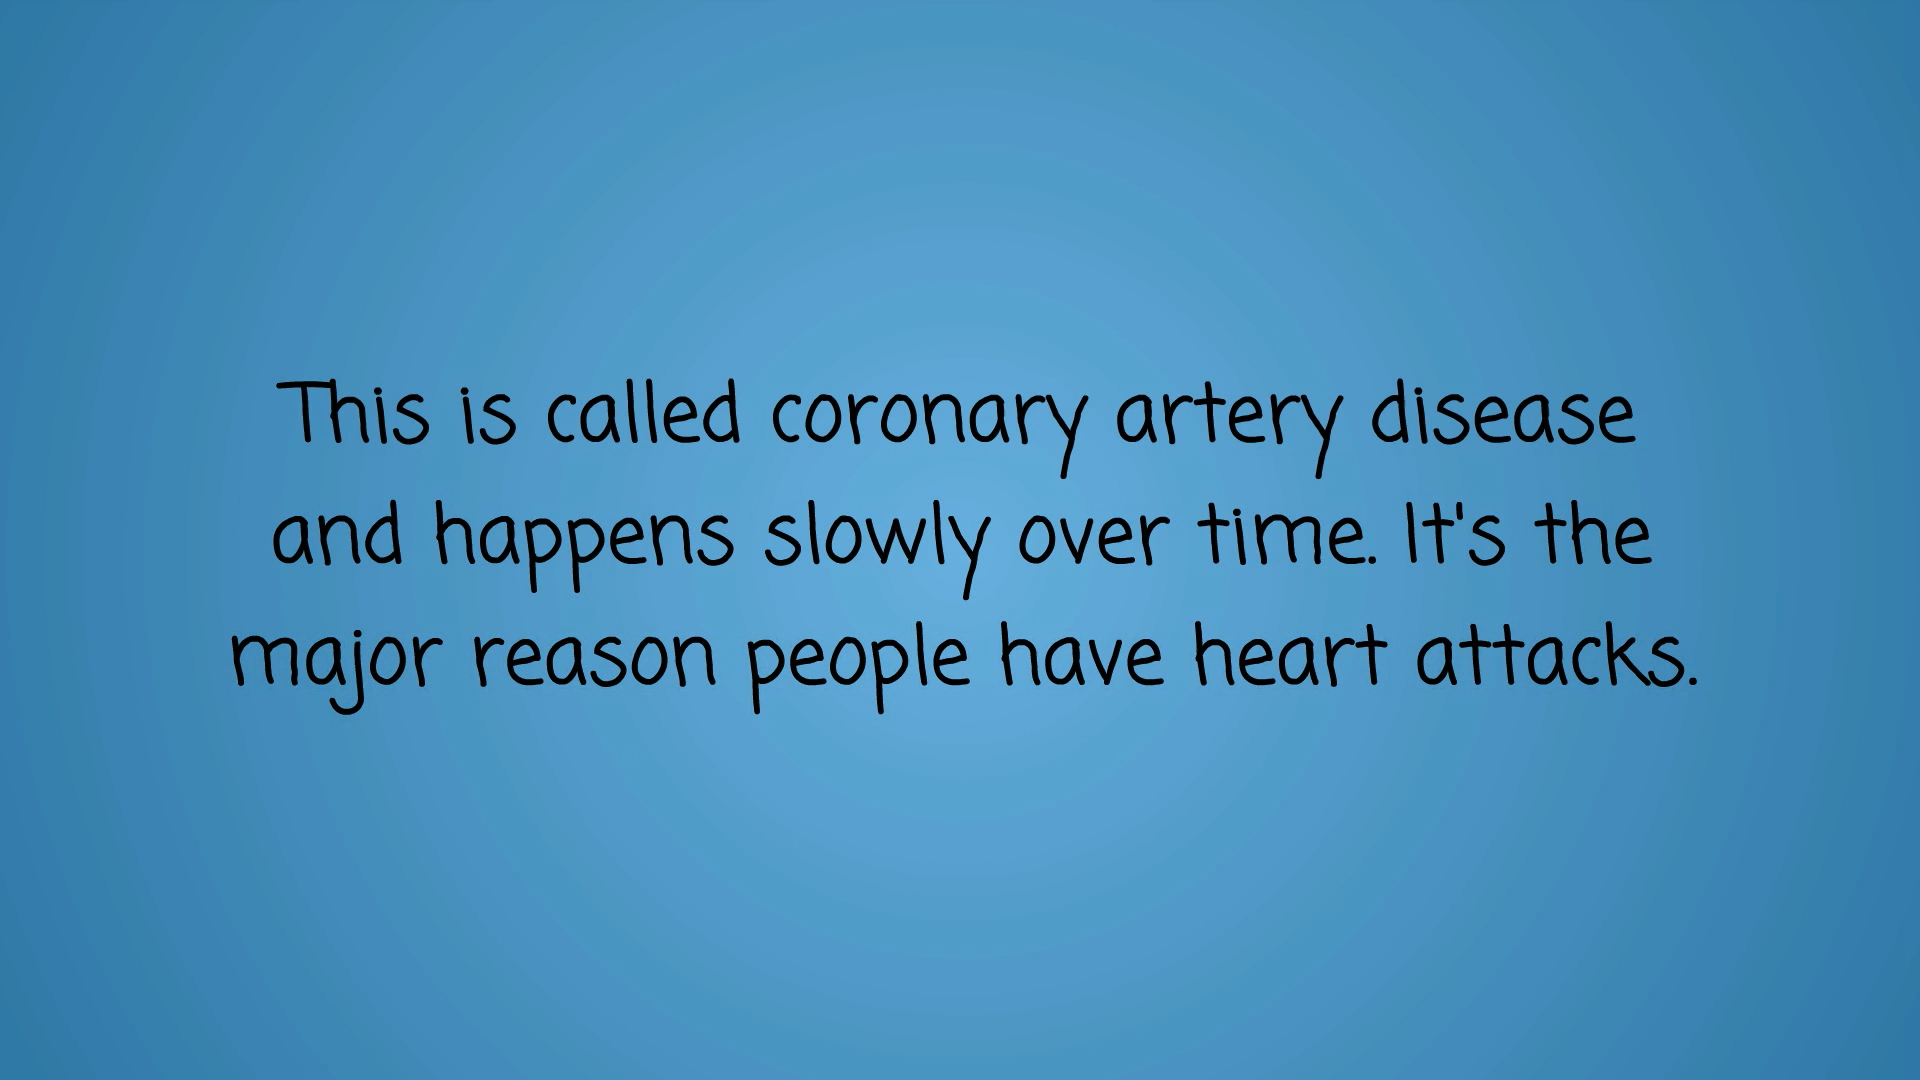 This is called coronary artery disease
and happens slowly over time. It's the
major reason people have heart attacks.